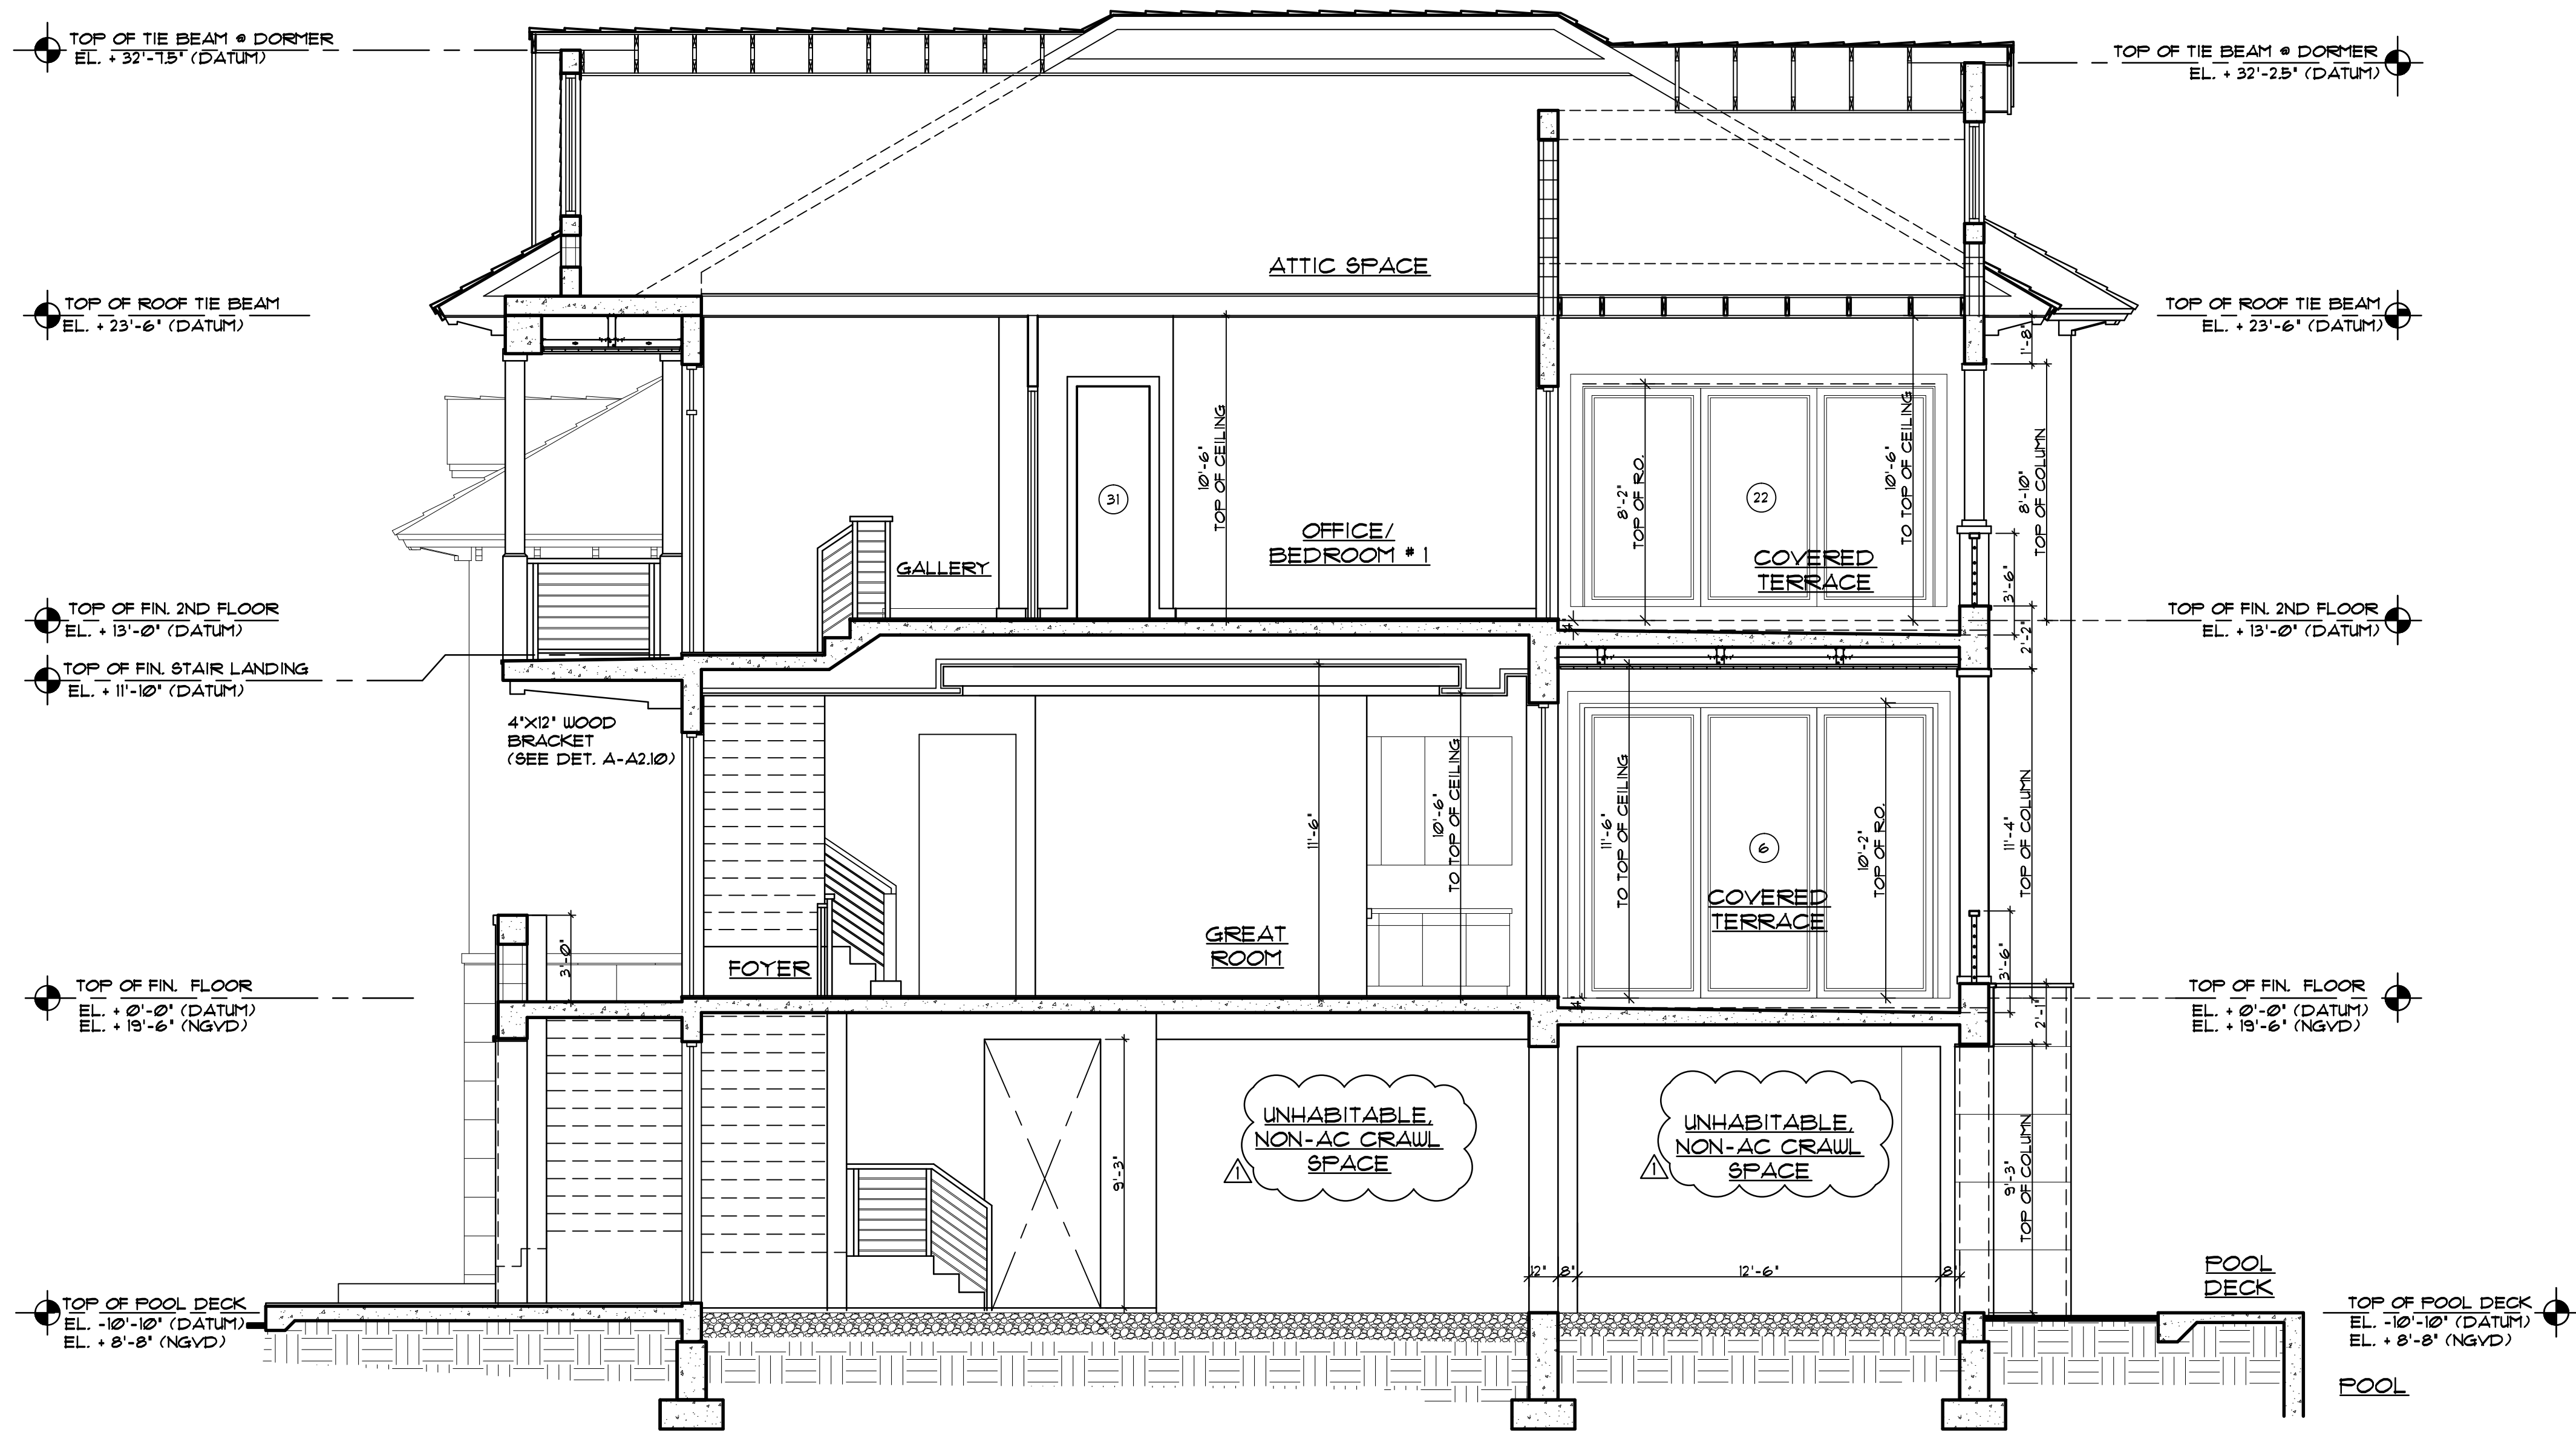 TOP OF TIE BEAM @ DORMER
EL. + 32'-7.5" (DATUM)
TOP OF TIE BEAM @ DORMER
EL. + 32'-2.5" (DATUM)
ATTIC SPACE
TOP OF ROOF TIE BEAM
EL. + 23'-6" (DATUM)
TOP OF ROOF TIE BEAM
EL. + 23'-6" (DATUM)
1'-8"
10'-6"
TOP OF CEILING
31
OFFICE/
BEDROOM #1
GALLERY
8'-2"
TOP OF R.O.
22
10'-6"
TO TOP OF CEILING
COVERED
TERRACE
8'-10"
TOP OF COLUMN
3'-6"
2'-2"
4"
TOP OF FIN. 2ND FLOOR
EL. + 13'-0" (DATUM)
TOP OF FIN. 2ND FLOOR
EL. + 13'-0" (DATUM)
TOP OF FIN. STAIR LANDING
EL. + 11'-10" (DATUM)
4"X12" WOOD
BRACKET
(SEE DET. A-A2.10)
FOYER
GREAT
ROOM
11'-6"
10'-6"
TO TOP OF CEILING
11'-6"
TO TOP OF CEILING
6
10'-2"
TOP OF R.O.
COVERED
TERRACE
11'-4"
TOP OF COLUMN
3'-6"
2'-1"
4"
3'-0"
TOP OF FIN. FLOOR
EL. + 0'-0" (DATUM)
EL. + 19'-6" (NGVD)
TOP OF FIN. FLOOR
EL. + 0'-0" (DATUM)
EL. + 19'-6" (NGVD)
9'-3"
UNHABITABLE,
NON-AC CRAWL
SPACE
1
UNHABITABLE,
NON-AC CRAWL
SPACE
1
9'-3"
TOP OF COLUMN
12"
8"
12'-6"
8"
POOL
DECK
TOP OF POOL DECK
EL. -10'-10" (DATUM)
EL. + 8'-8" (NGVD)
TOP OF POOL DECK
EL. -10'-10" (DATUM)
EL. + 8'-8" (NGVD)
POOL